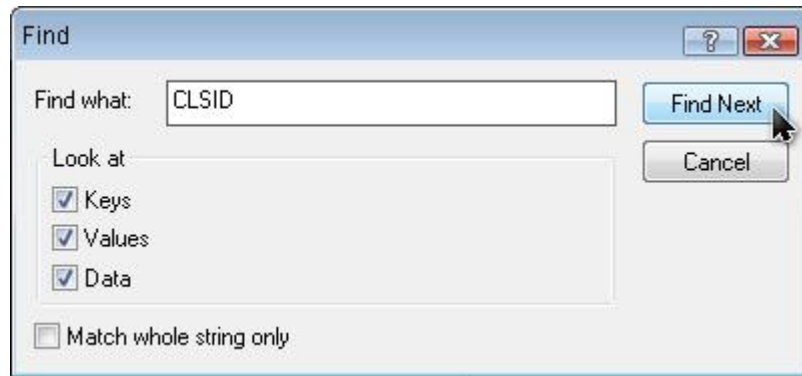 Find
Find what: CLSID
Find Next
Look at
Cancel
Keys
Values
Data
Match whole string only